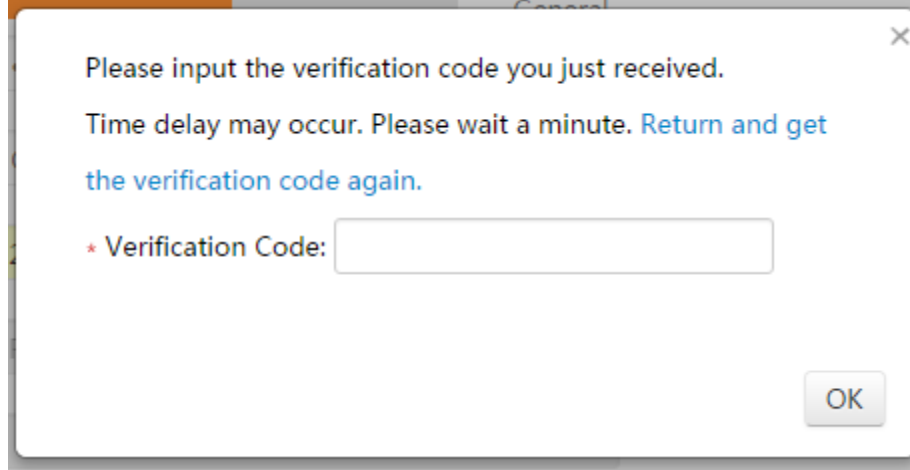 General
×
Please input the verification code you just received.
Time delay may occur. Please wait a minute. Return and get
the verification code again.
* Verification Code:
OK